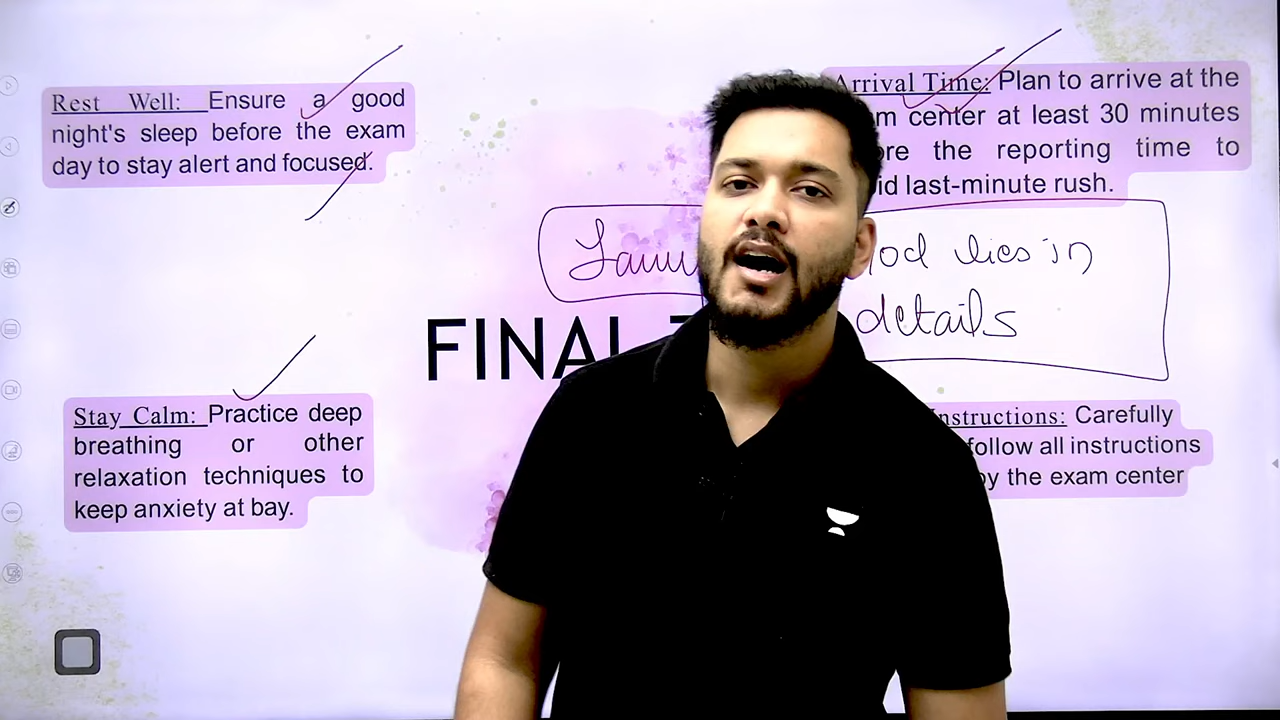 Rest Well: Ensure a good
night's sleep before the exam
day to stay alert and focused.
Arrival Time: Plan to arrive at the
center at least 30 minutes
the reporting time to
last-minute rush.
lies in
details
FINAL
Stay Calm: Practice deep
breathing or other
relaxation techniques to
keep anxiety at bay.
Instructions: Carefully
follow all instructions
by the exam center